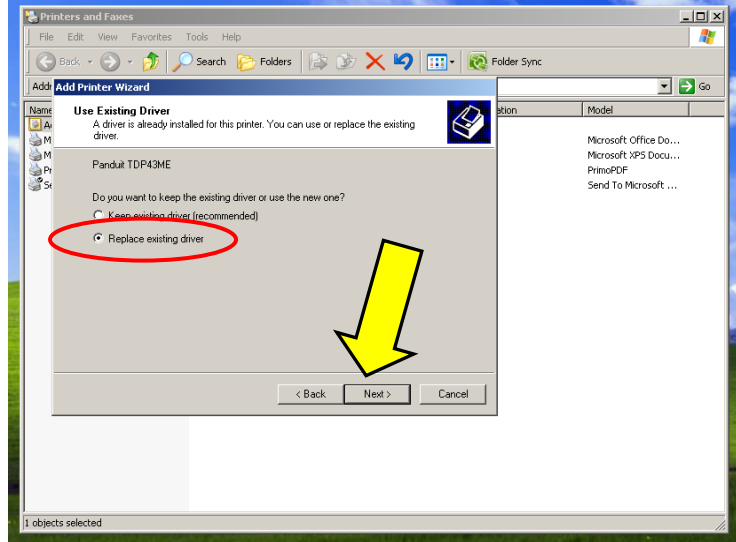 Printers and Faxes
File Edit View Favorites Tools Help
Back Search Folders Folder Sync
Addr Go
Add Printer Wizard
Name ation Model
Use Existing Driver
A driver is already installed for this printer. You can use or replace the existing
driver.
Microsoft Office Do...
Microsoft XPS Docu...
PrimoPDF
Send To Microsoft ...
Panduit TDP43ME
Do you want to keep the existing driver or use the new one?
Keep existing driver (recommended)
Replace existing driver
< Back Next > Cancel
1 objects selected